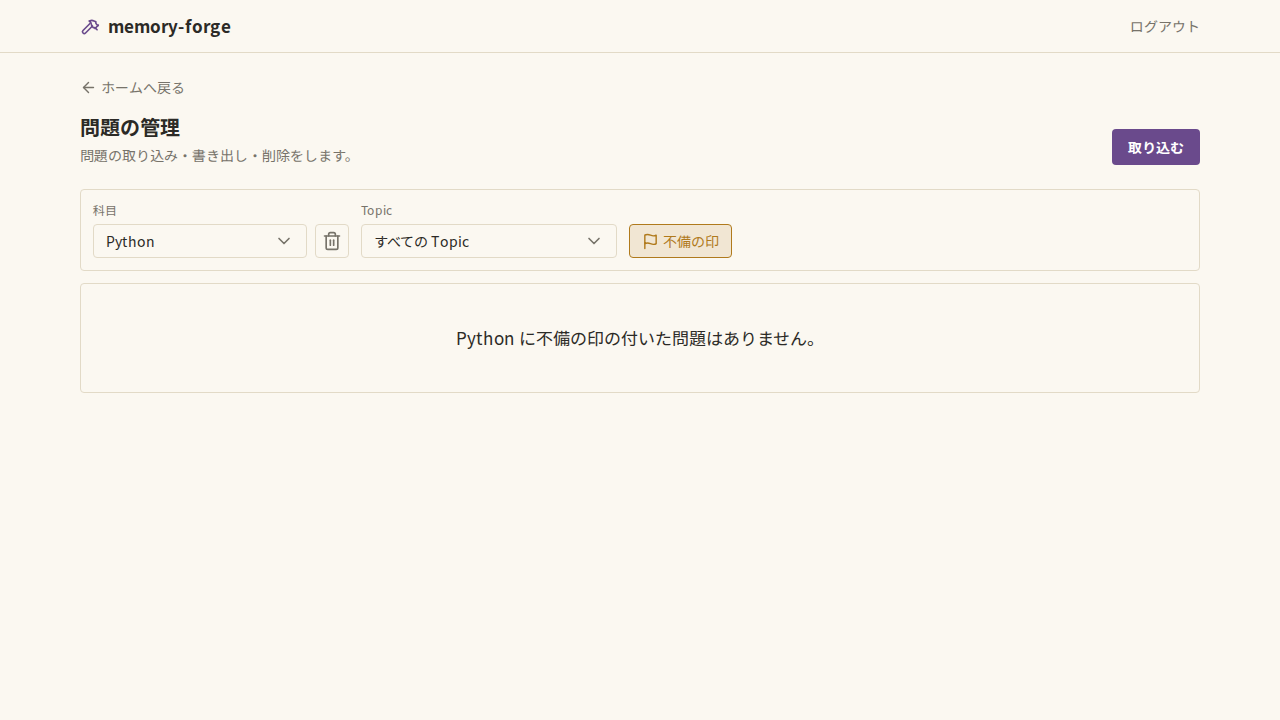 memory-forge
ログアウト
ホームへ戻る
問題の管理
問題の取り込み・書き出し・削除をします。
取り込む
科目
Topic
Python
すべての Topic
不備の印
Python に不備の印の付いた問題はありません。